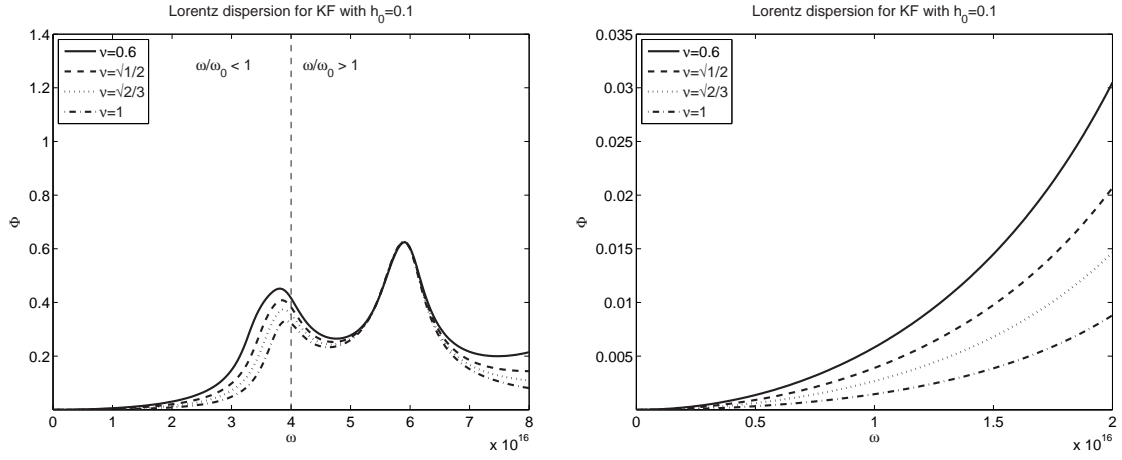 Lorentz dispersion for KF with h₀=0.1
1.4
1.2
1
0.8
0.6
0.4
0.2
Φ
ν=0.6
ν=√1/2
ν=√2/3
ν=1
ω/ω₀ < 1
ω/ω₀ > 1
0 1 2 3 4 5 6 7 8
ω
x 10¹⁶
Lorentz dispersion for KF with h₀=0.1
0.035
0.03
0.025
0.02
0.015
0.01
0.005
Φ
ν=0.6
ν=√1/2
ν=√2/3
ν=1
0 0.5 1 1.5 2
ω
x 10¹⁶